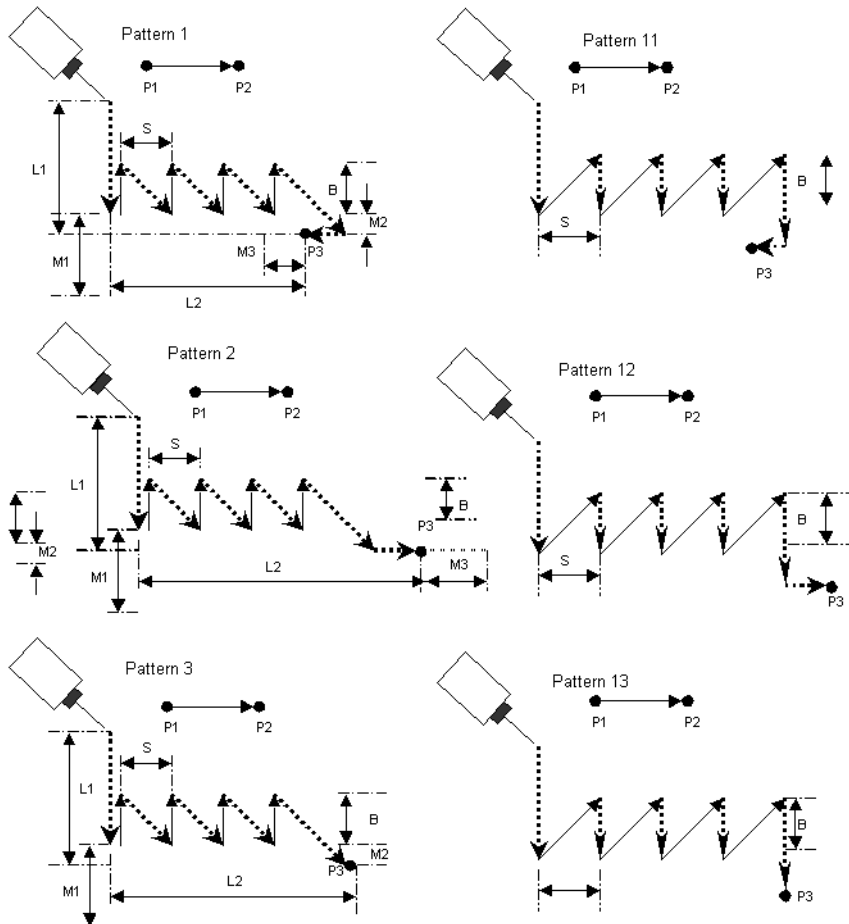 Pattern 1
P1
P2
S
L1
B
M2
M3
P3
M1
L2
Pattern 11
P1
P2
B
S
P3
Pattern 2
P1
P2
S
L1
B
P3
M2
L2
M3
M1
Pattern 12
P1
P2
B
S
P3
Pattern 3
P1
P2
S
L1
B
M2
P3
L2
M1
Pattern 13
P1
P2
B
P3